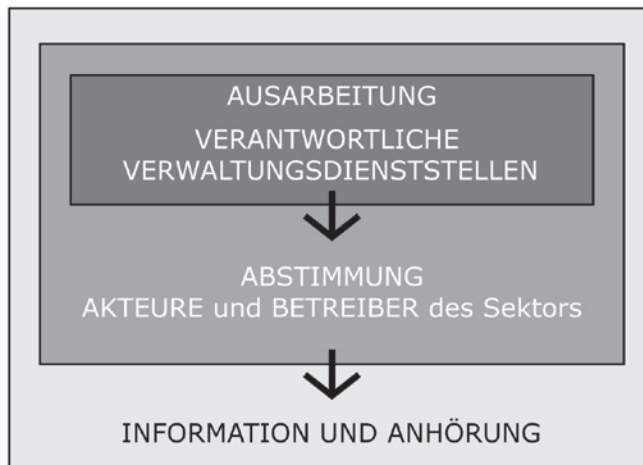 AUSARBEITUNG
VERANTWORTLICHE
VERWALTUNGSDIENSTSTELLEN
ABSTIMMUNG
AKTEURE und BETREIBER des Sektors
INFORMATION UND ANHÖRUNG